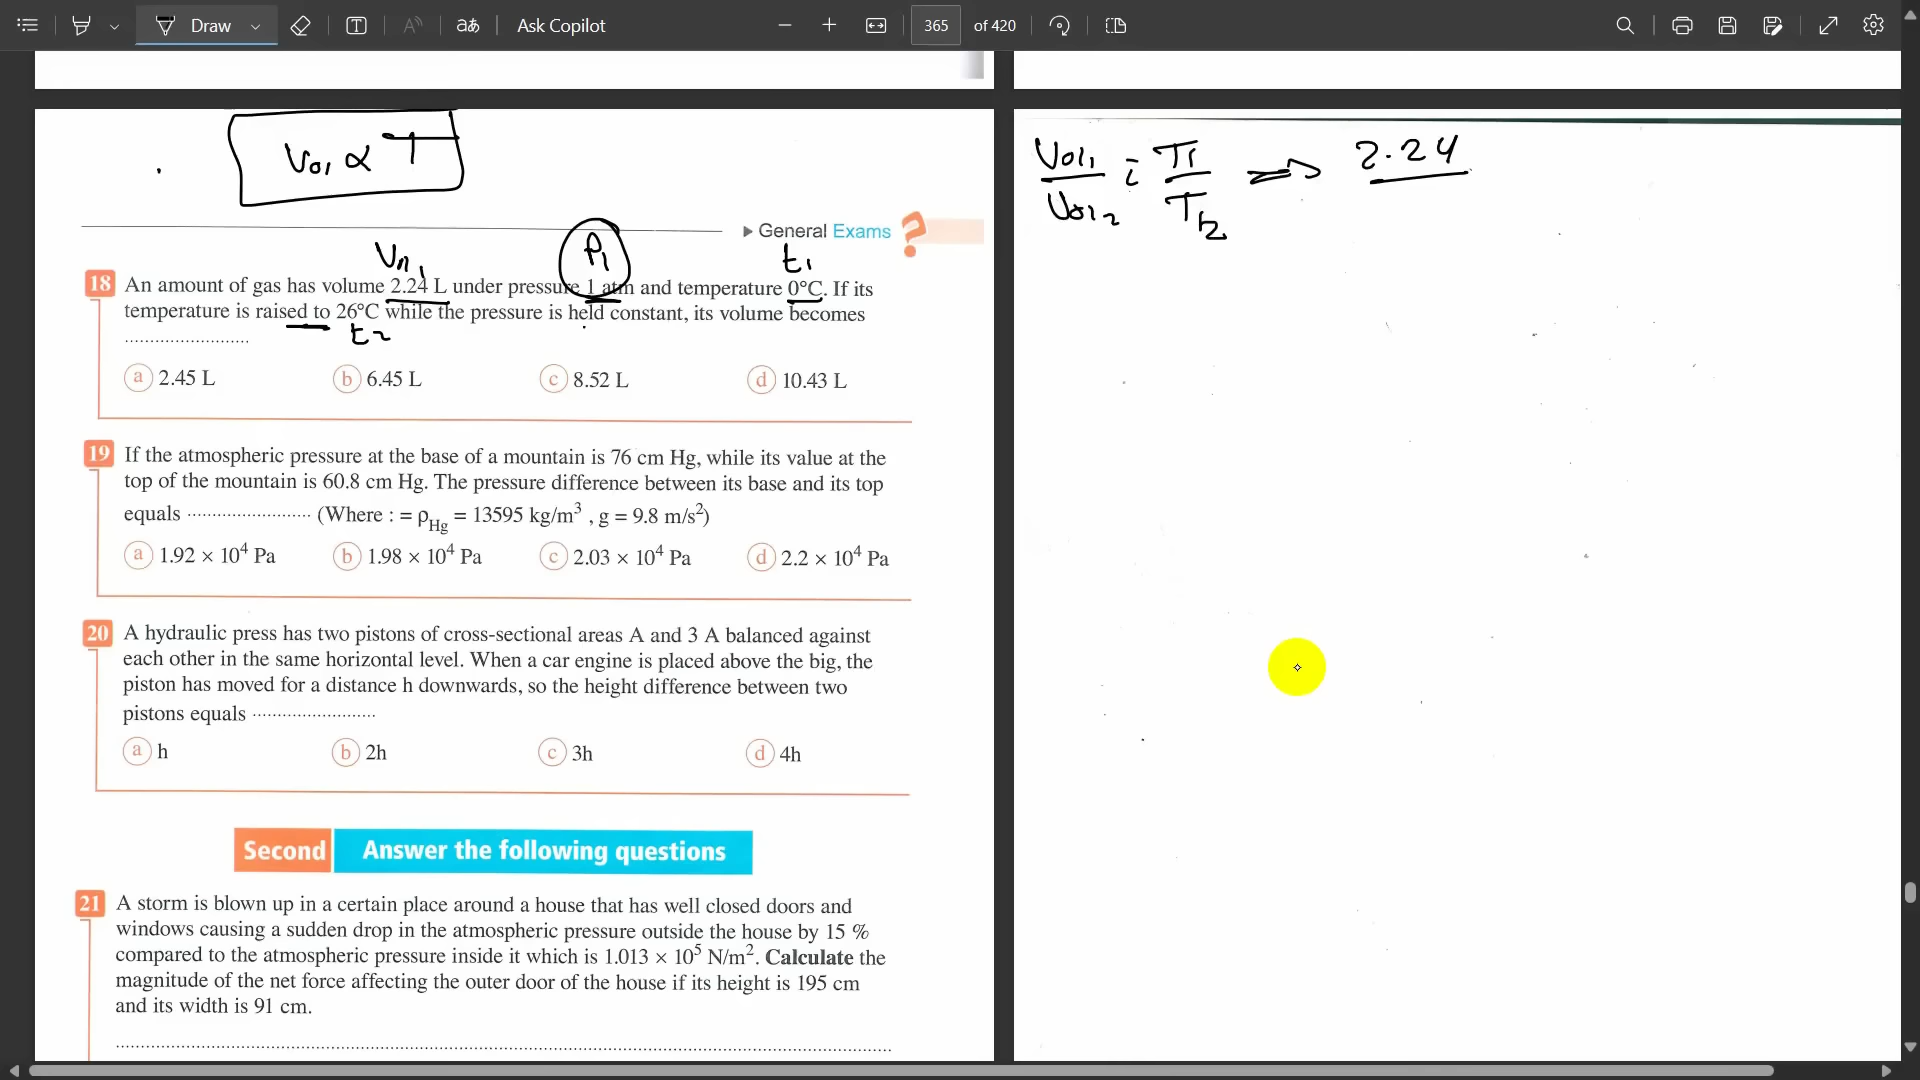 Draw
T
aあ
Ask Copilot
365 of 420
Vol ∝ T
General Exams
P1
t1
18 An amount of gas has volume 2.24 L under pressure 1 atm and temperature 0°C. If its
temperature is raised to 26°C while the pressure is held constant, its volume becomes
t2
........................
a 2.45 L b 6.45 L c 8.52 L d 10.43 L
19 If the atmospheric pressure at the base of a mountain is 76 cm Hg, while its value at the
top of the mountain is 60.8 cm Hg. The pressure difference between its base and its top
equals ........................ (Where : = ρHg = 13595 kg/m³ , g = 9.8 m/s²)
a 1.92 × 10⁴ Pa b 1.98 × 10⁴ Pa c 2.03 × 10⁴ Pa d 2.2 × 10⁴ Pa
20 A hydraulic press has two pistons of cross-sectional areas A and 3 A balanced against
each other in the same horizontal level. When a car engine is placed above the big, the
piston has moved for a distance h downwards, so the height difference between two
pistons equals ........................
a h b 2h c 3h d 4h
Second Answer the following questions
21 A storm is blown up in a certain place around a house that has well closed doors and
windows causing a sudden drop in the atmospheric pressure outside the house by 15 %
compared to the atmospheric pressure inside it which is 1.013 × 10⁵ N/m². Calculate the
magnitude of the net force affecting the outer door of the house if its height is 195 cm
and its width is 91 cm.
Vol1 T1 ⇒ 2.24
Vol2 T2